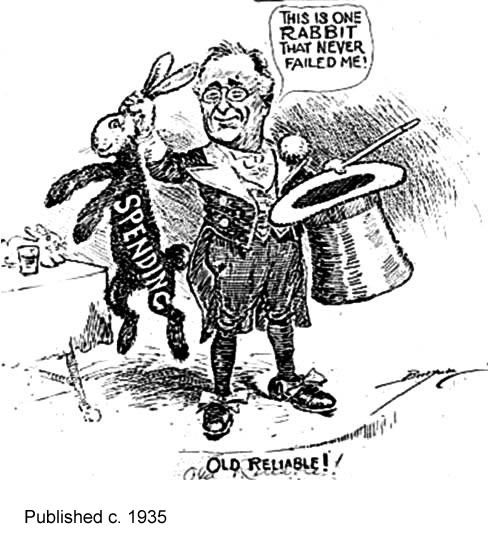 THIS IS ONE
RABBIT
THAT NEVER
FAILED ME!
SPENDING
OLD RELIABLE!
Published c. 1935